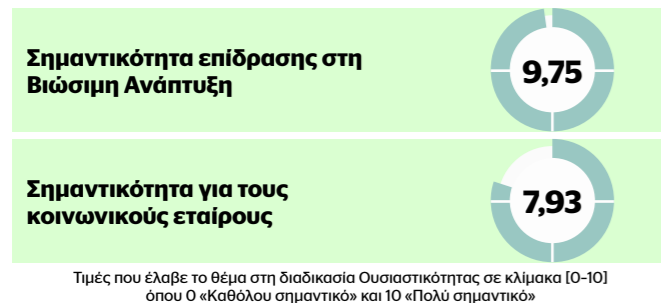 Σημαντικότητα επίδρασης στη
Βιώσιμη Ανάπτυξη
9,75
Σημαντικότητα για τους
κοινωνικούς εταίρους
7,93
Τιμές που έλαβε το θέμα στη διαδικασία Ουσιαστικότητας σε κλίμακα [0-10]
όπου 0 «Καθόλου σημαντικό» και 10 «Πολύ σημαντικό»